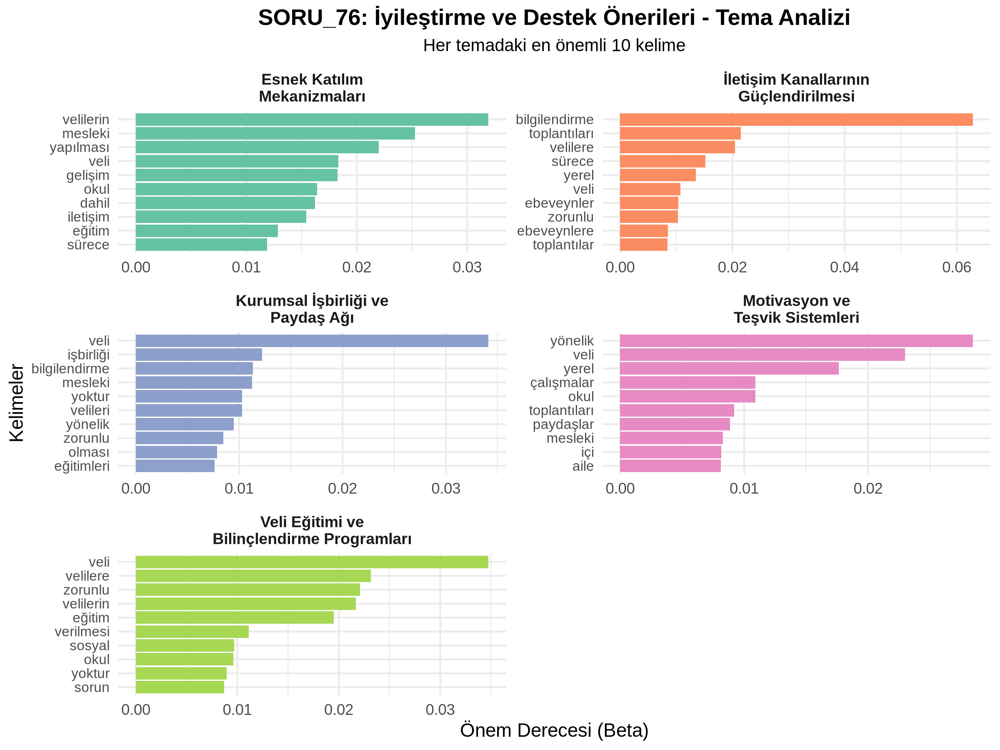 SORU_76: İyileştirme ve Destek Önerileri - Tema Analizi
Her temadaki en önemli 10 kelime
Esnek Katılım
Mekanizmaları
velilerin
mesleki
yapılması
veli
gelişim
okul
dahil
iletişim
eğitim
sürece
0.00 0.01 0.02 0.03
İletişim Kanallarının
Güçlendirilmesi
bilgilendirme
toplantıları
velilere
sürece
yerel
veli
ebeveynler
zorunlu
ebeveynlere
toplantılar
0.00 0.02 0.04 0.06
Kurumsal İşbirliği ve
Paydaş Ağı
veli
işbirliği
bilgilendirme
mesleki
yoktur
velileri
yönelik
zorunlu
olması
eğitimleri
0.00 0.01 0.02 0.03
Motivasyon ve
Teşvik Sistemleri
yönelik
veli
yerel
çalışmalar
okul
toplantıları
paydaşlar
mesleki
içi
aile
0.00 0.01 0.02
Veli Eğitimi ve
Bilinçlendirme Programları
veli
velilere
zorunlu
velilerin
eğitim
verilmesi
sosyal
okul
yoktur
sorun
0.00 0.01 0.02 0.03
Kelimeler
Önem Derecesi (Beta)